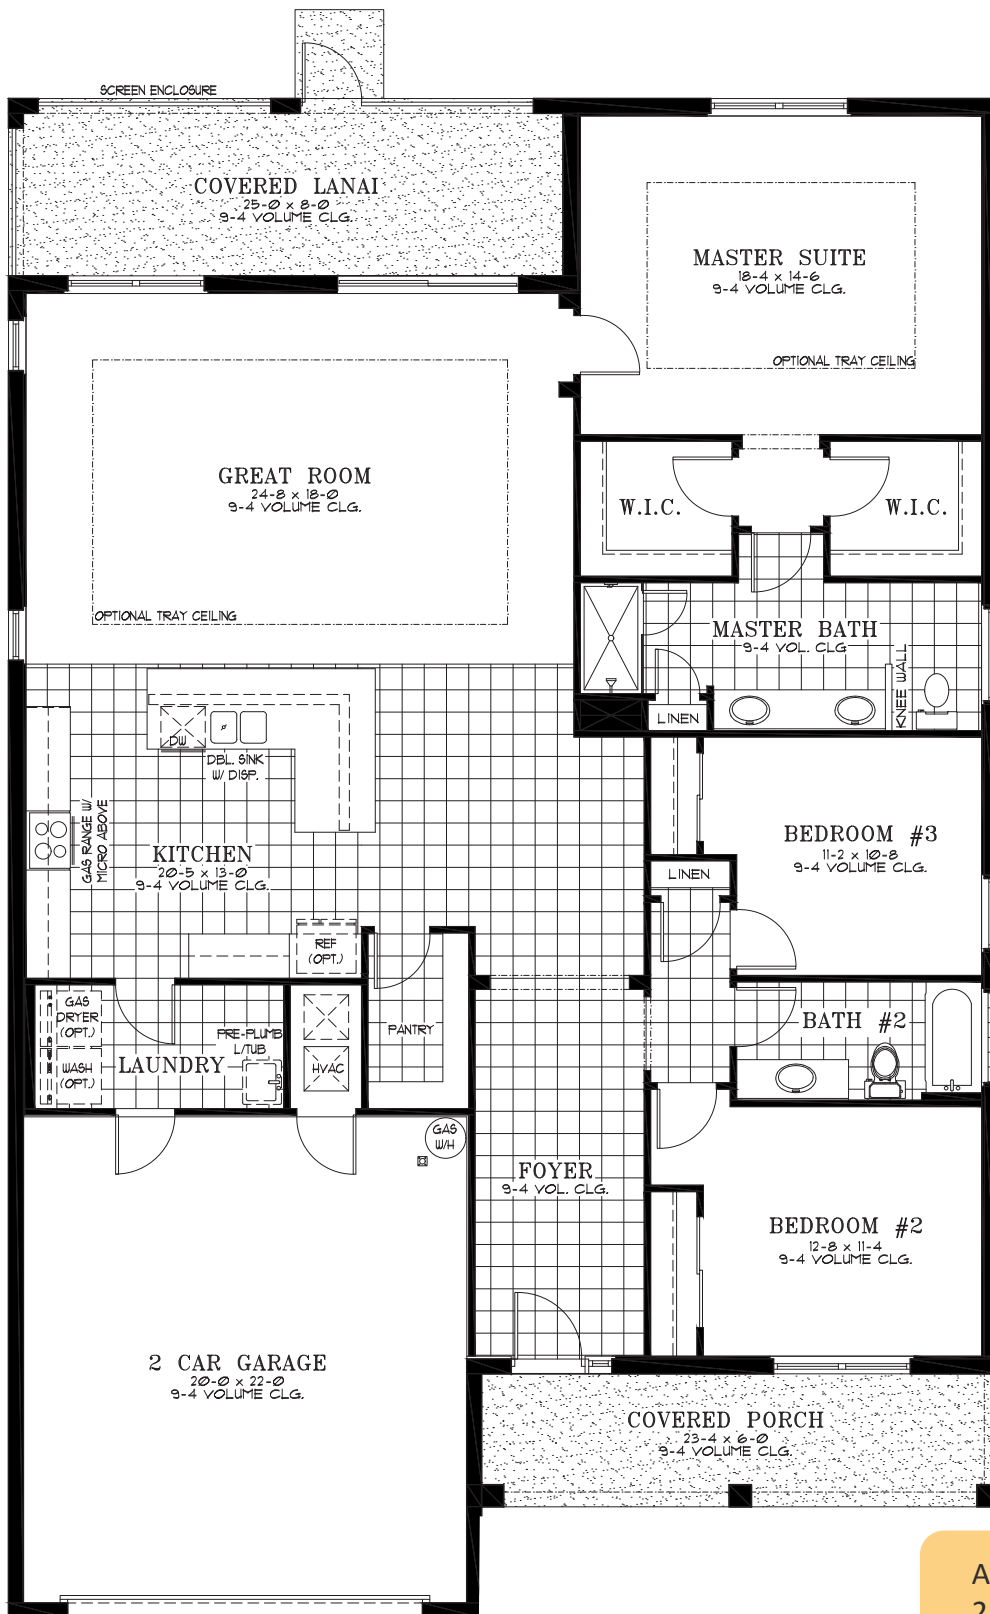 SCREEN ENCLOSURE
COVERED LANAI
25-0 x 8-0
9-4 VOLUME CLG.
MASTER SUITE
18-4 x 14-6
9-4 VOLUME CLG.
OPTIONAL TRAY CEILING
GREAT ROOM
24-8 x 18-0
9-4 VOLUME CLG.
OPTIONAL TRAY CEILING
W.I.C.
W.I.C.
MASTER BATH
9-4 VOL. CLG
KNEE WALL
LINEN
DW
DBL. SINK
W/ DISP.
GAS RANGE W/
MICRO ABOVE
KITCHEN
20-5 x 13-0
9-4 VOLUME CLG.
BEDROOM #3
11-2 x 10-8
9-4 VOLUME CLG.
LINEN
REF
(OPT.)
GAS
DRYER
(OPT.)
WASH
(OPT.)
PRE-PLUMB
L/TUB
LAUNDRY
HVAC
PANTRY
BATH #2
GAS
W/H
FOYER
9-4 VOL. CLG.
BEDROOM #2
12-8 x 11-4
9-4 VOLUME CLG.
2 CAR GARAGE
20-0 x 22-0
9-4 VOLUME CLG.
COVERED PORCH
23-4 x 6-0
9-4 VOLUME CLG.
A